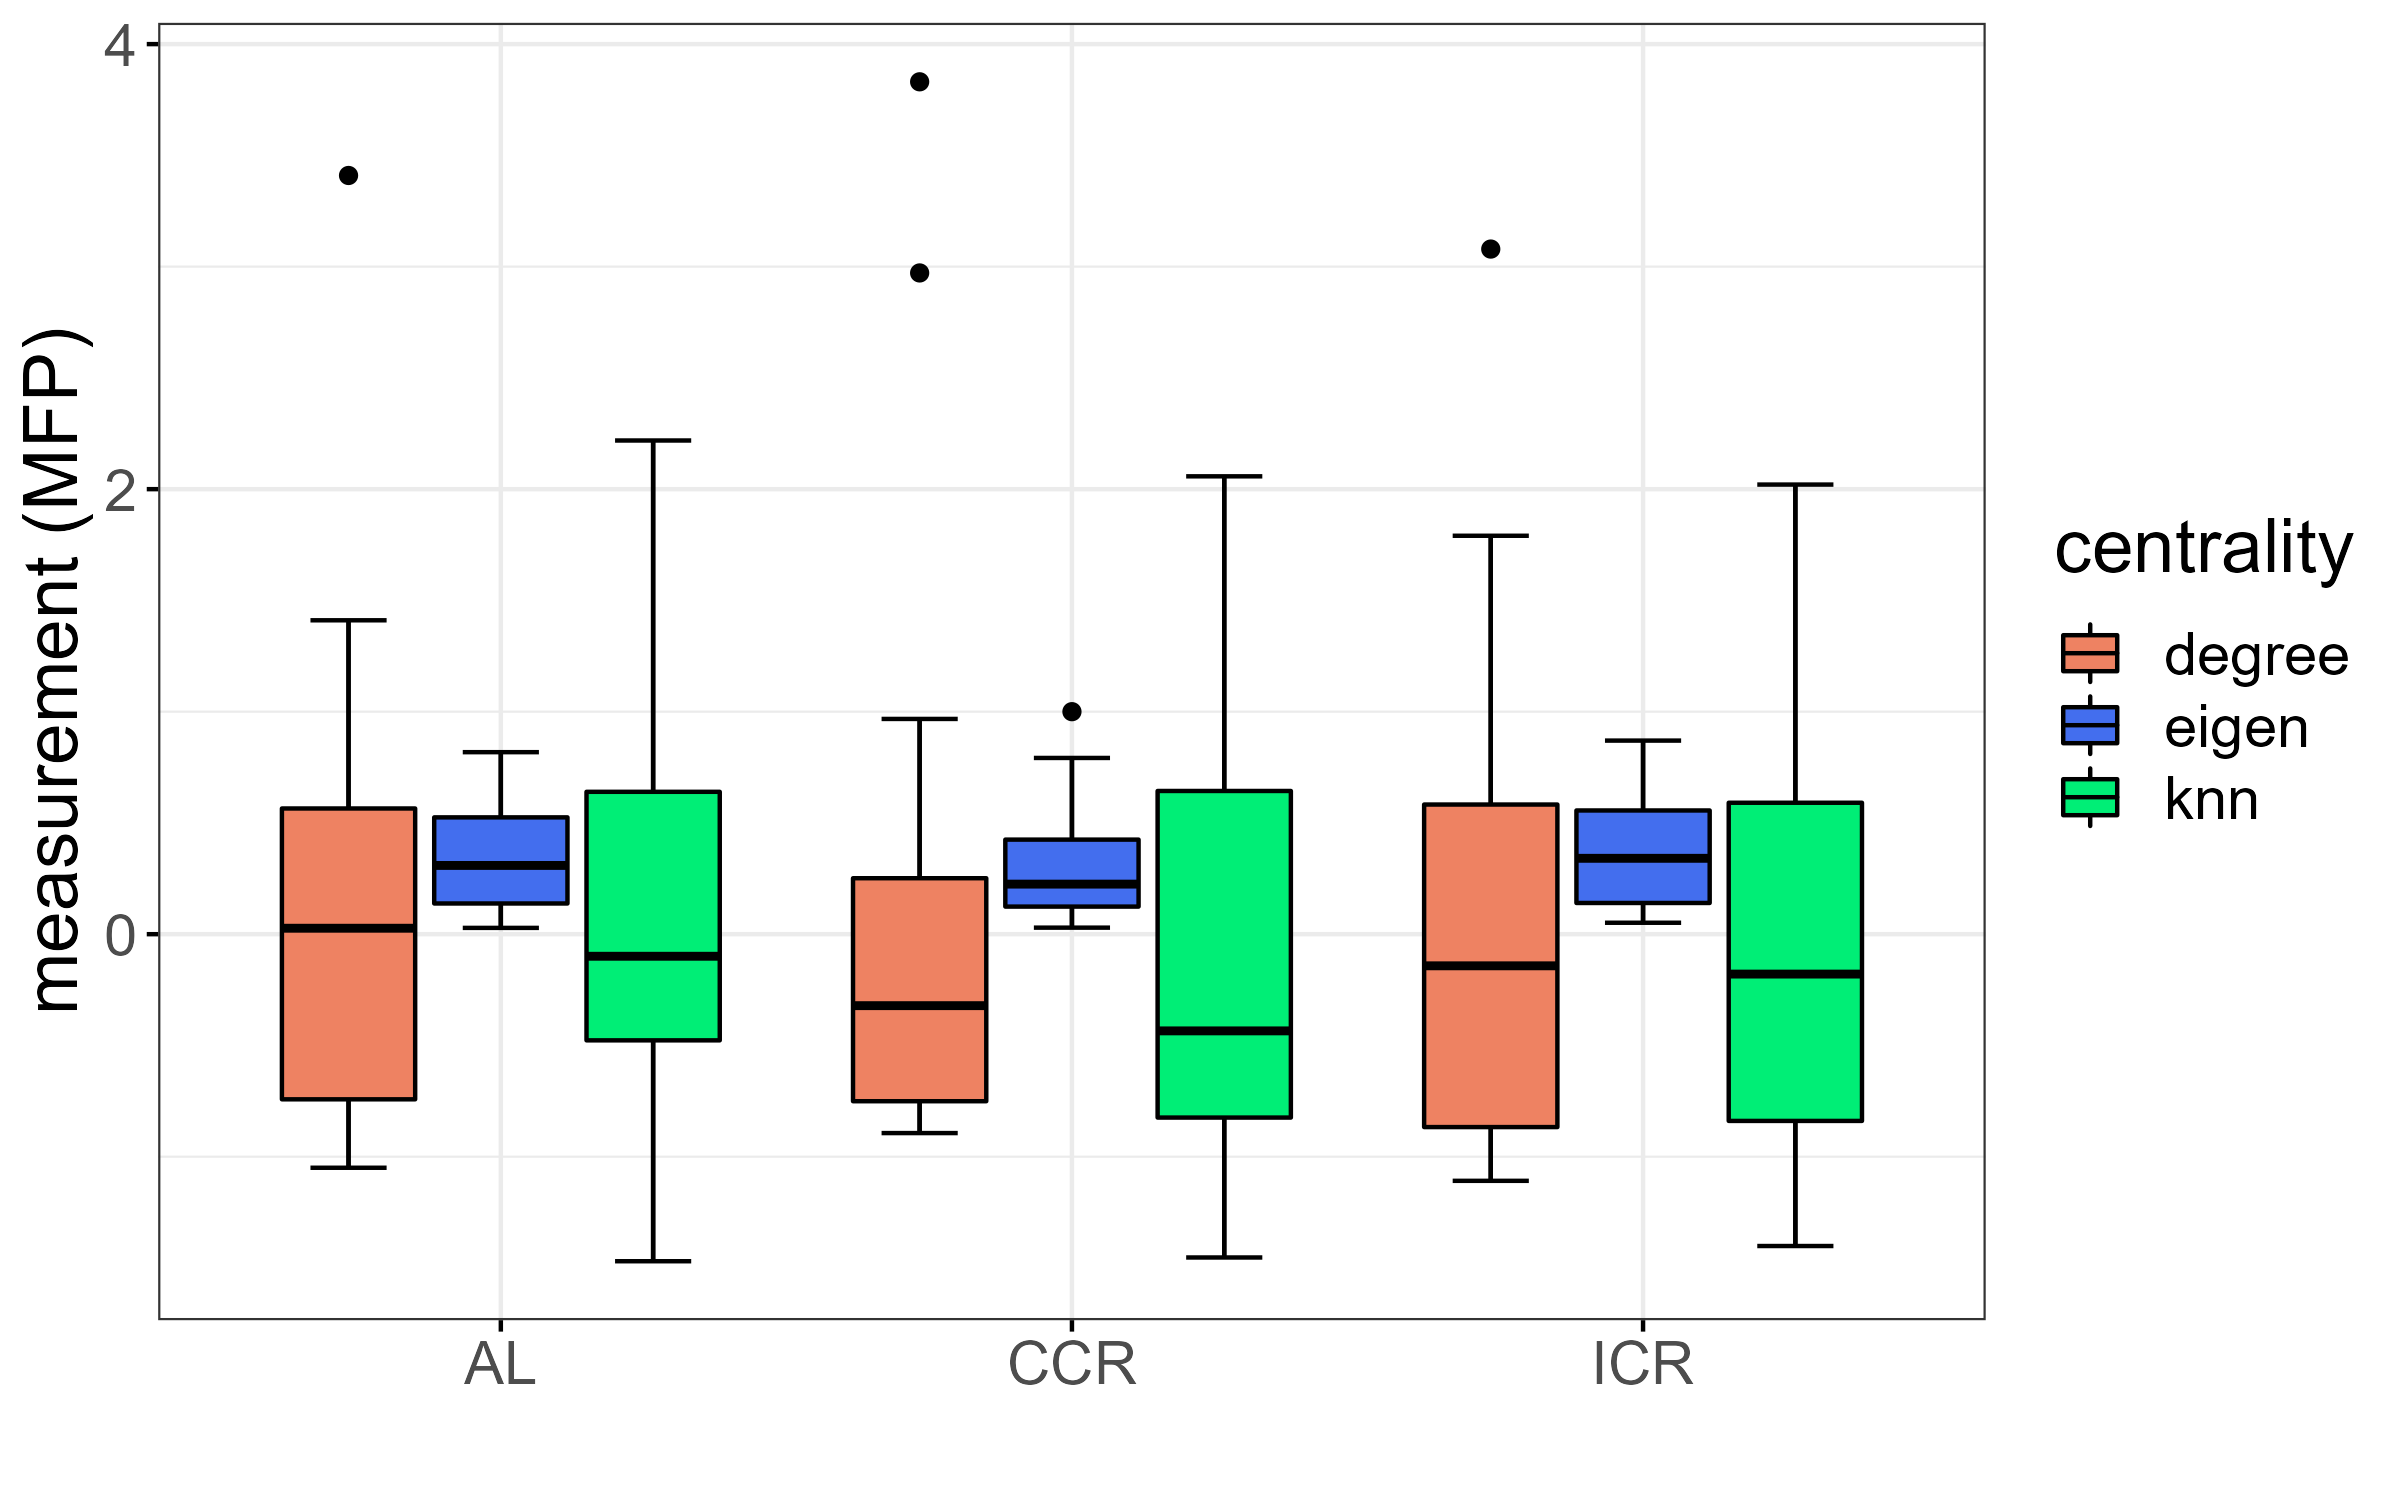 measurement (MFP)
4
2
0
AL
CCR
ICR
centrality
degree
eigen
knn